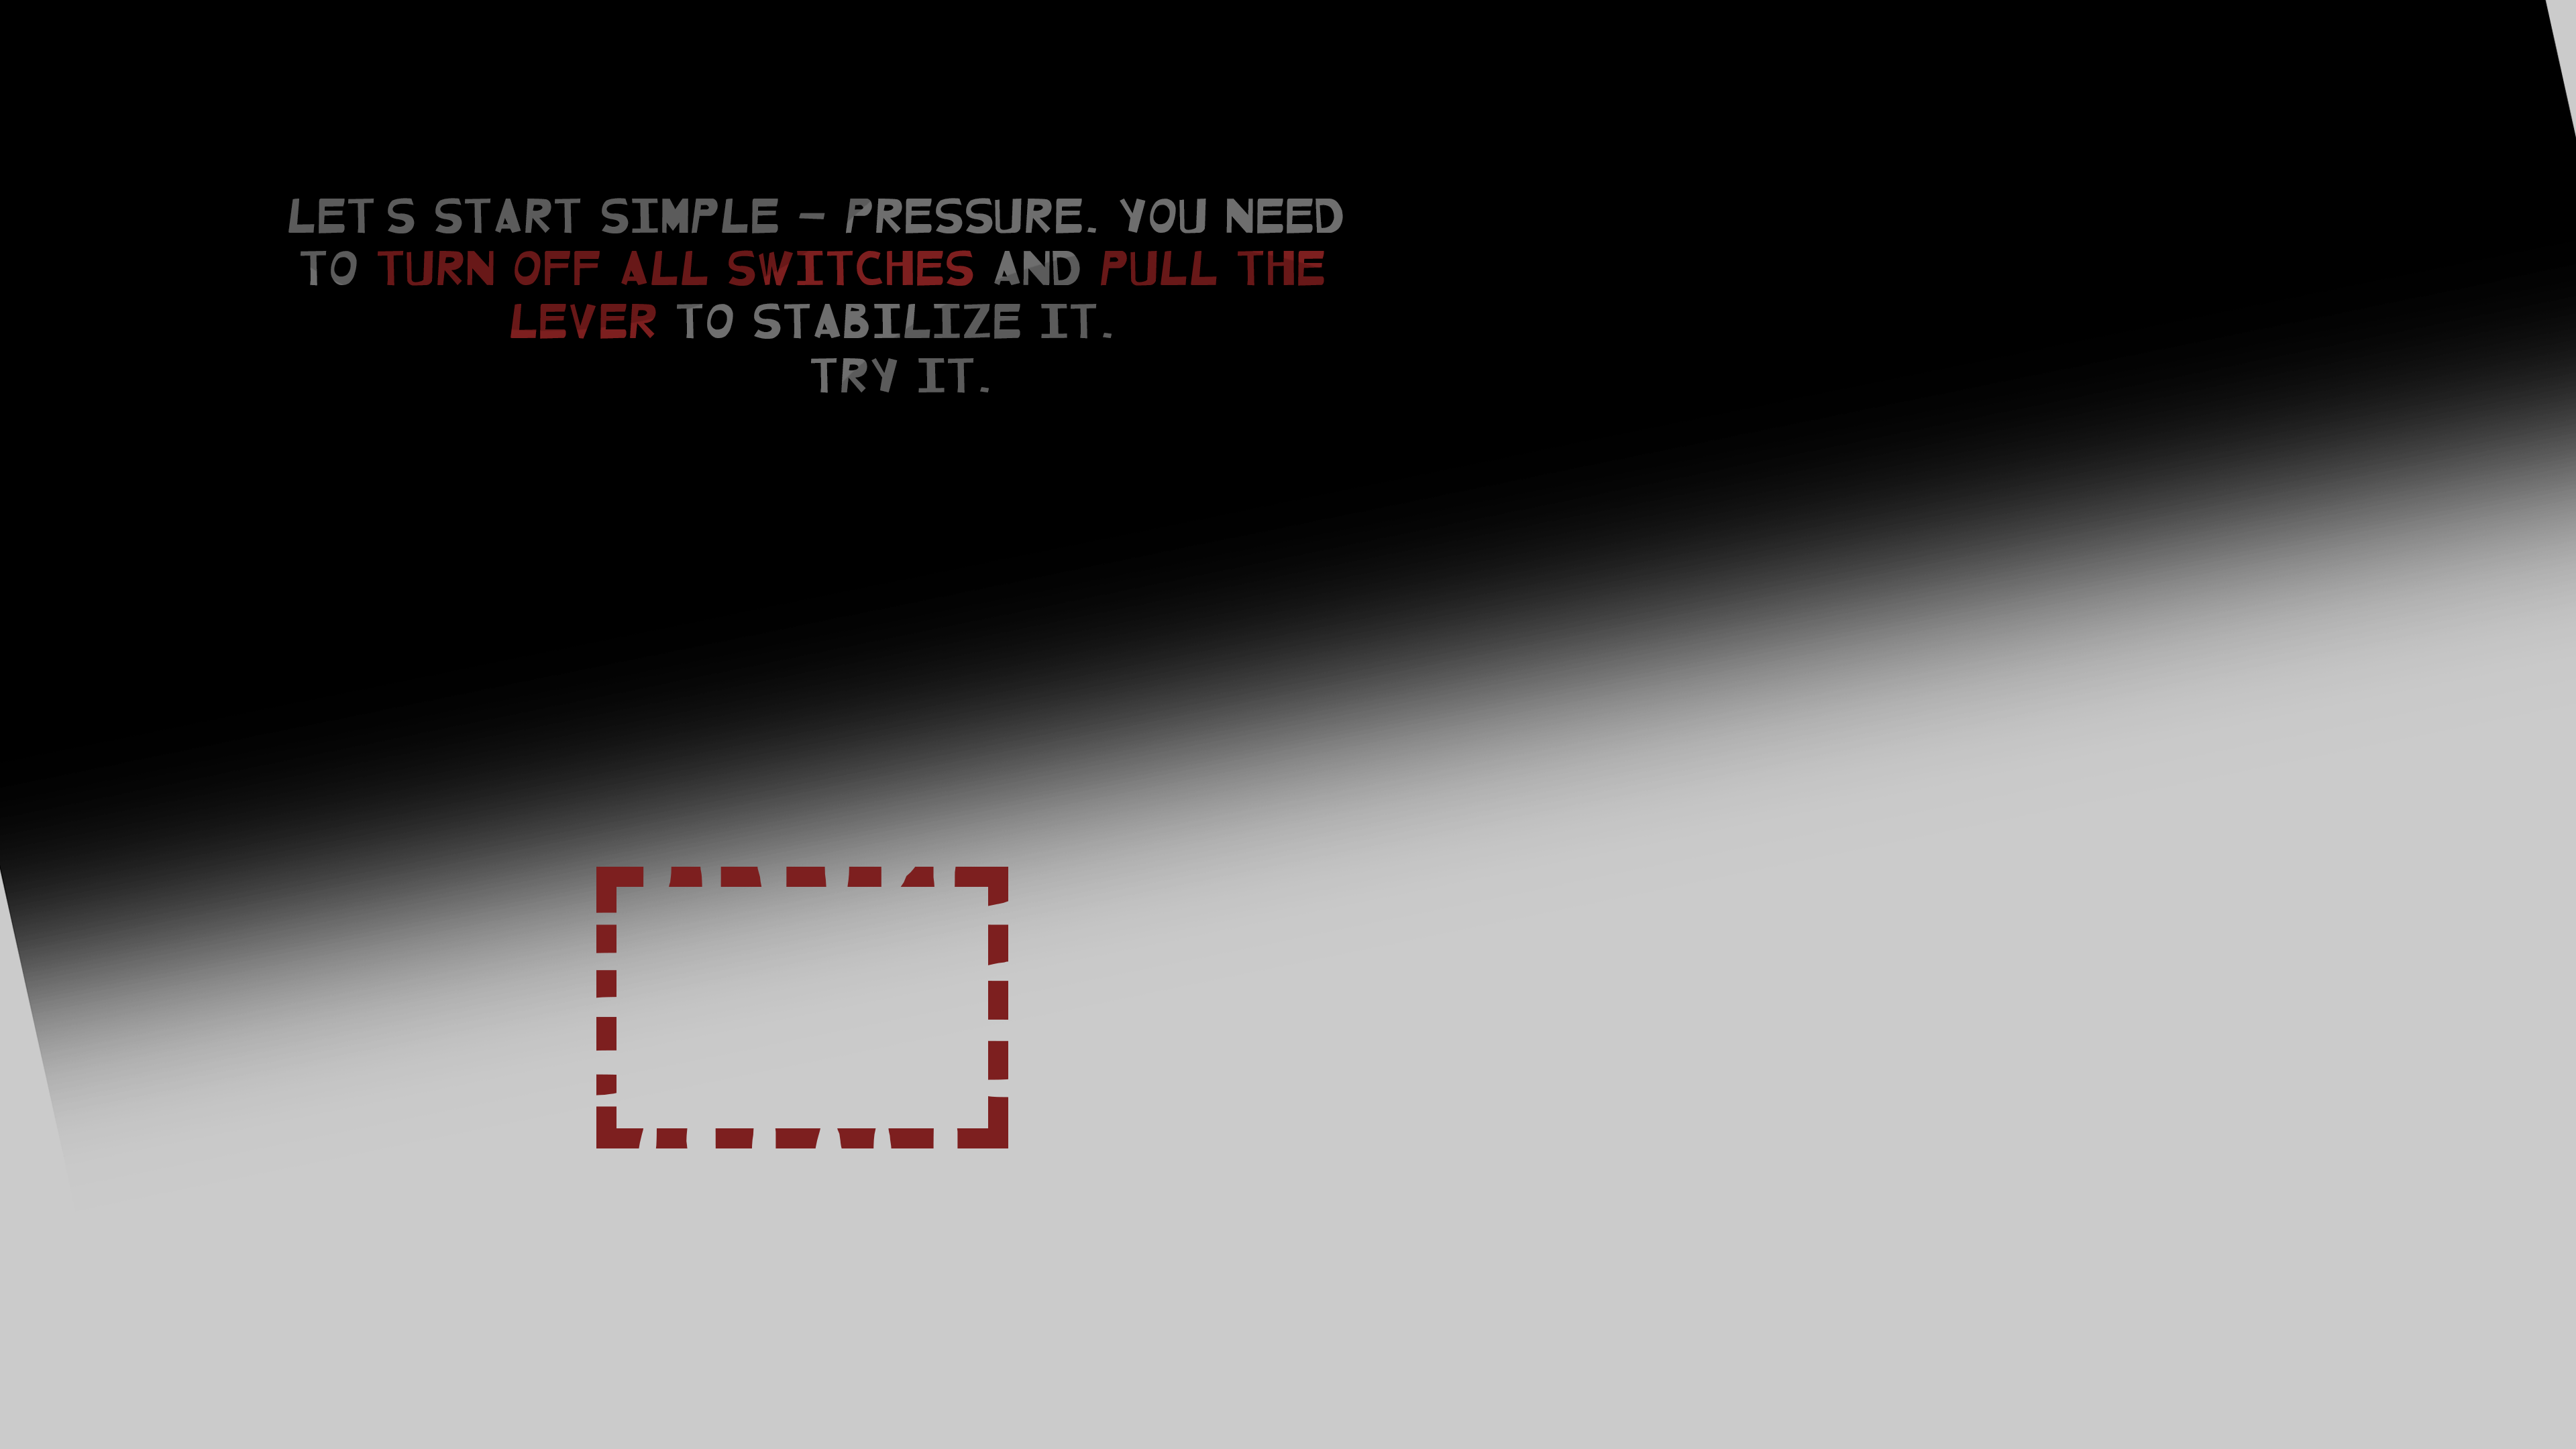 LET S START SIMPLE - PRESSURE. YOU NEED
TO TURN OFF ALL SWITCHES AND PULL THE
LEVER TO STABILIZE IT.
TRY IT.